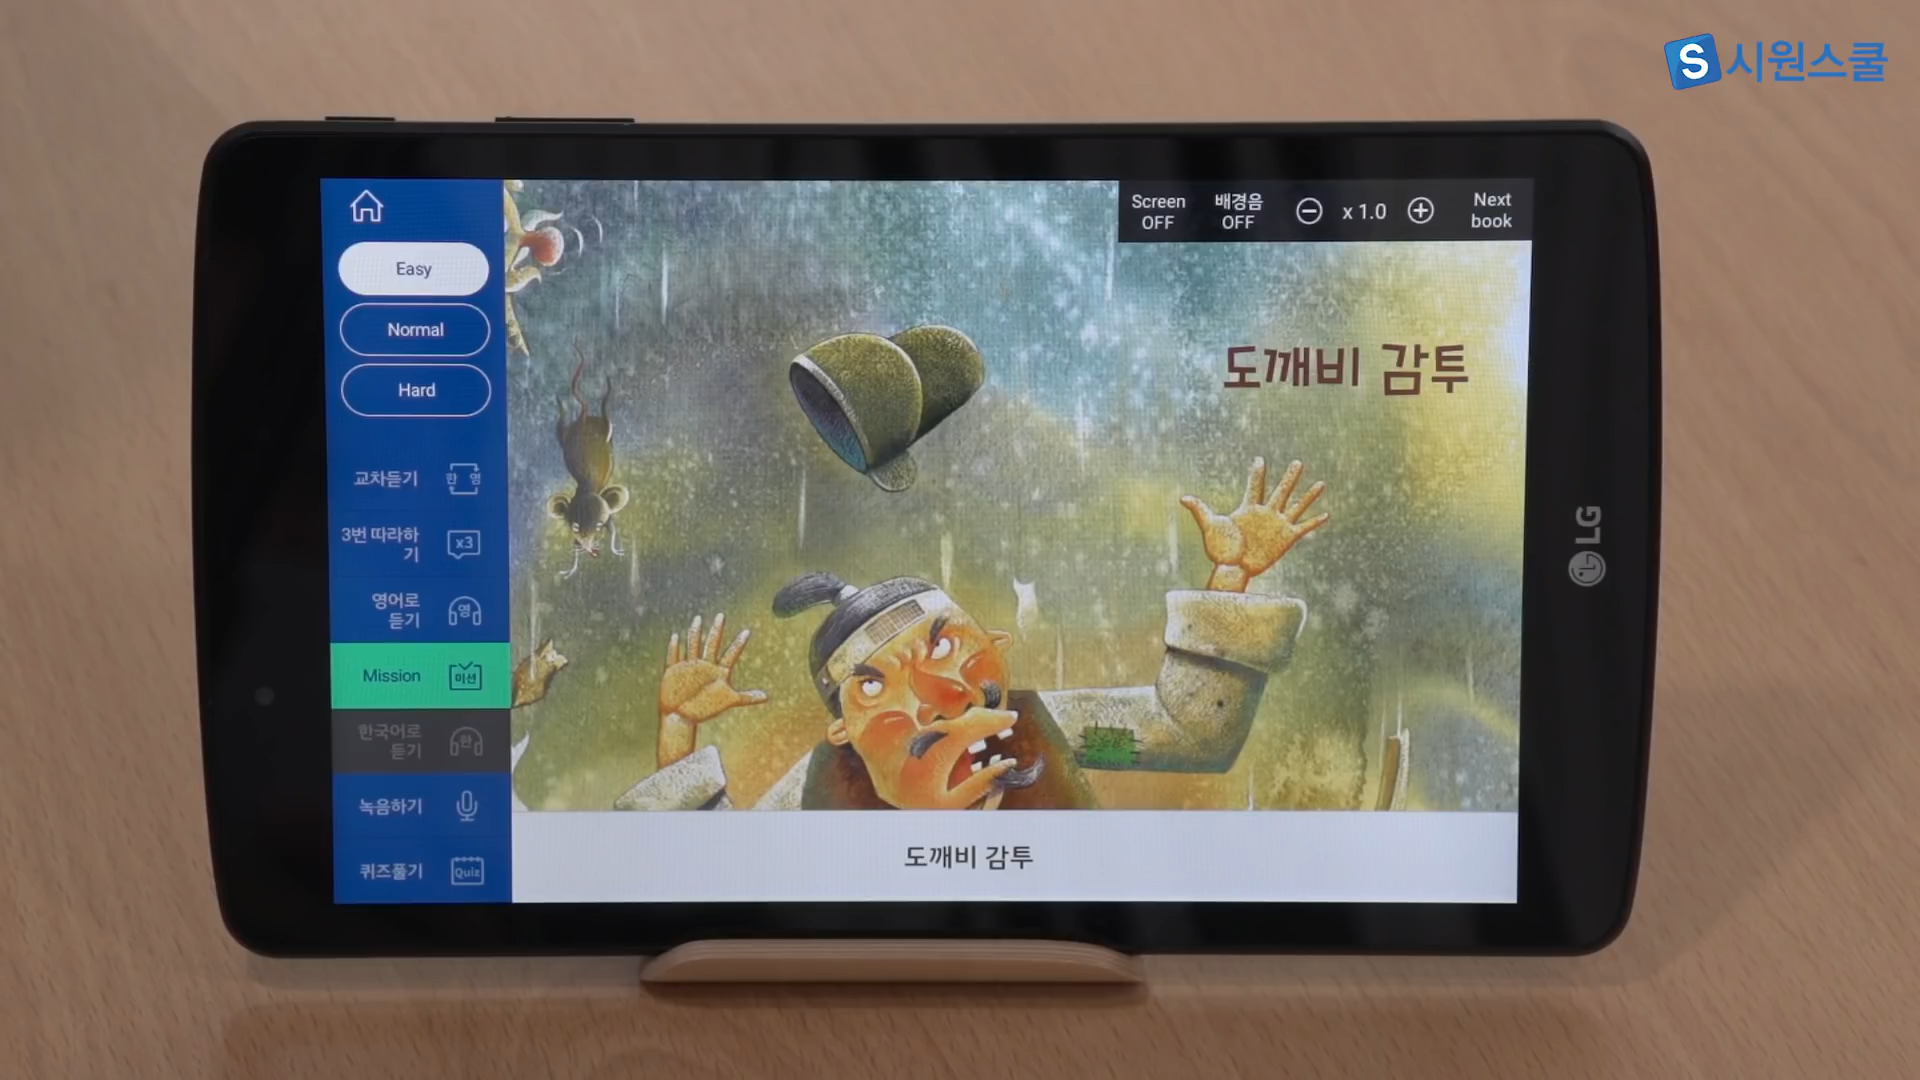 S 시원스쿨
Screen OFF
배경음 OFF
x 1.0
Next book
Easy
Normal
Hard
도깨비 감투
교차듣기
한 영
3번 따라하기
x3
영어로 듣기
영
Mission
미션
한국어로 듣기
한
녹음하기
퀴즈풀기
Quiz
도깨비 감투
LG